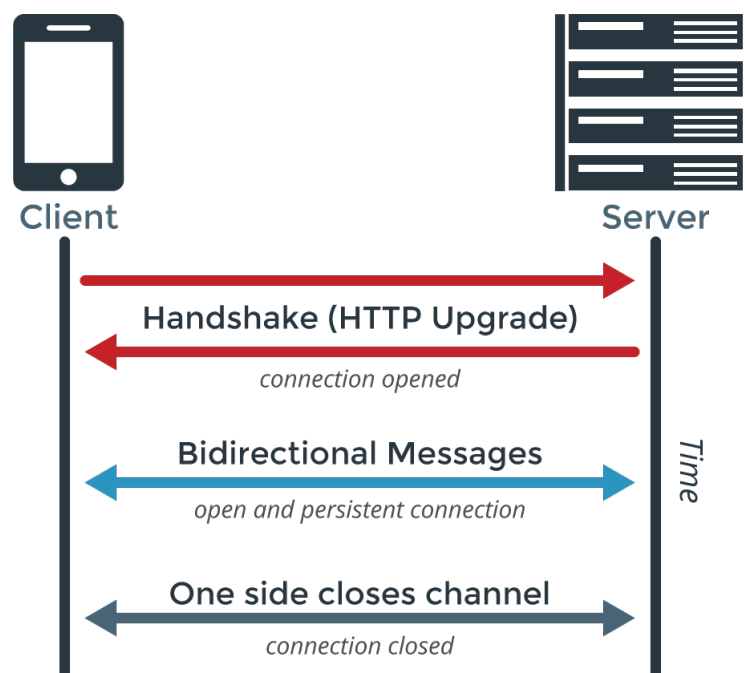 Client
Server
Handshake (HTTP Upgrade)
connection opened
Bidirectional Messages
open and persistent connection
Time
One side closes channel
connection closed